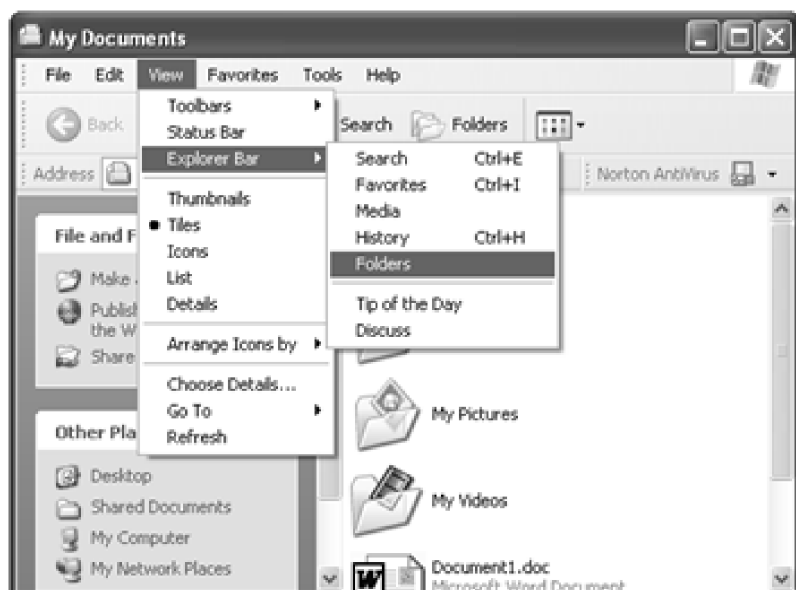 My Documents
File Edit View Favorites Tools Help
Back Search Folders
Address Norton AntiVirus
Toolbars
Status Bar
Explorer Bar
Thumbnails
Tiles
Icons
List
Details
Arrange Icons by
Choose Details...
Go To
Refresh
Search Ctrl+E
Favorites Ctrl+I
Media
History Ctrl+H
Folders
Tip of the Day
Discuss
File and F
Make
Publis
the W
Share
Other Pla
Desktop
Shared Documents
My Computer
My Network Places
My Pictures
My Videos
Document1.doc
Microsoft Word Document